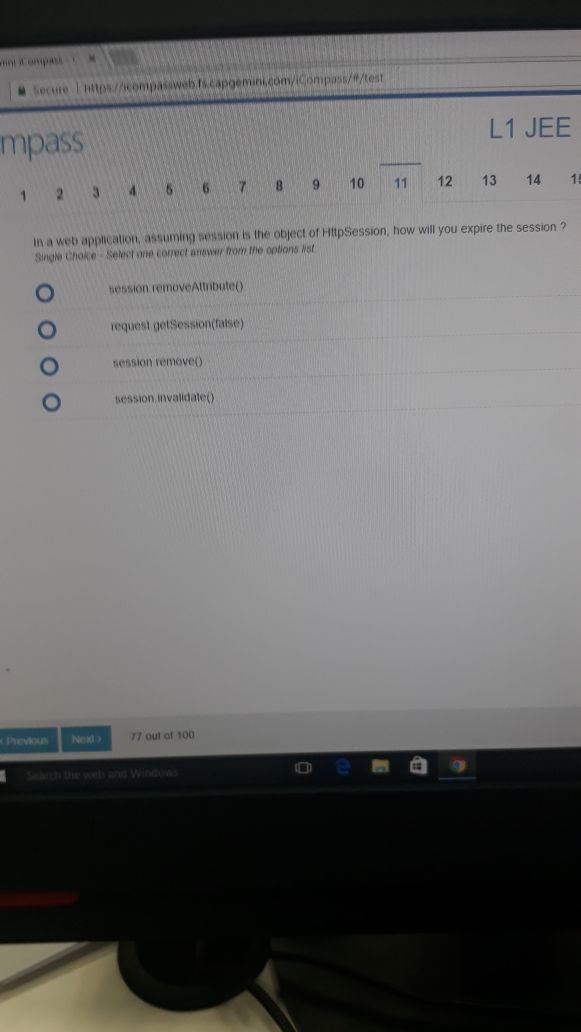 Secure https://icompassweb.fs.capgemini.com/iCompass/#/test
mpass
L1 JEE
1 2 3 4 5 6 7 8 9 10 11 12 13 14
In a web application, assuming session is the object of HttpSession, how will you expire the session ?
Single Choice - Select one correct answer from the options list.
session.removeAttribute()
request.getSession(false)
session.remove()
session.invalidate()
< Previous Next > 77 out of 100
Search the web and Windows